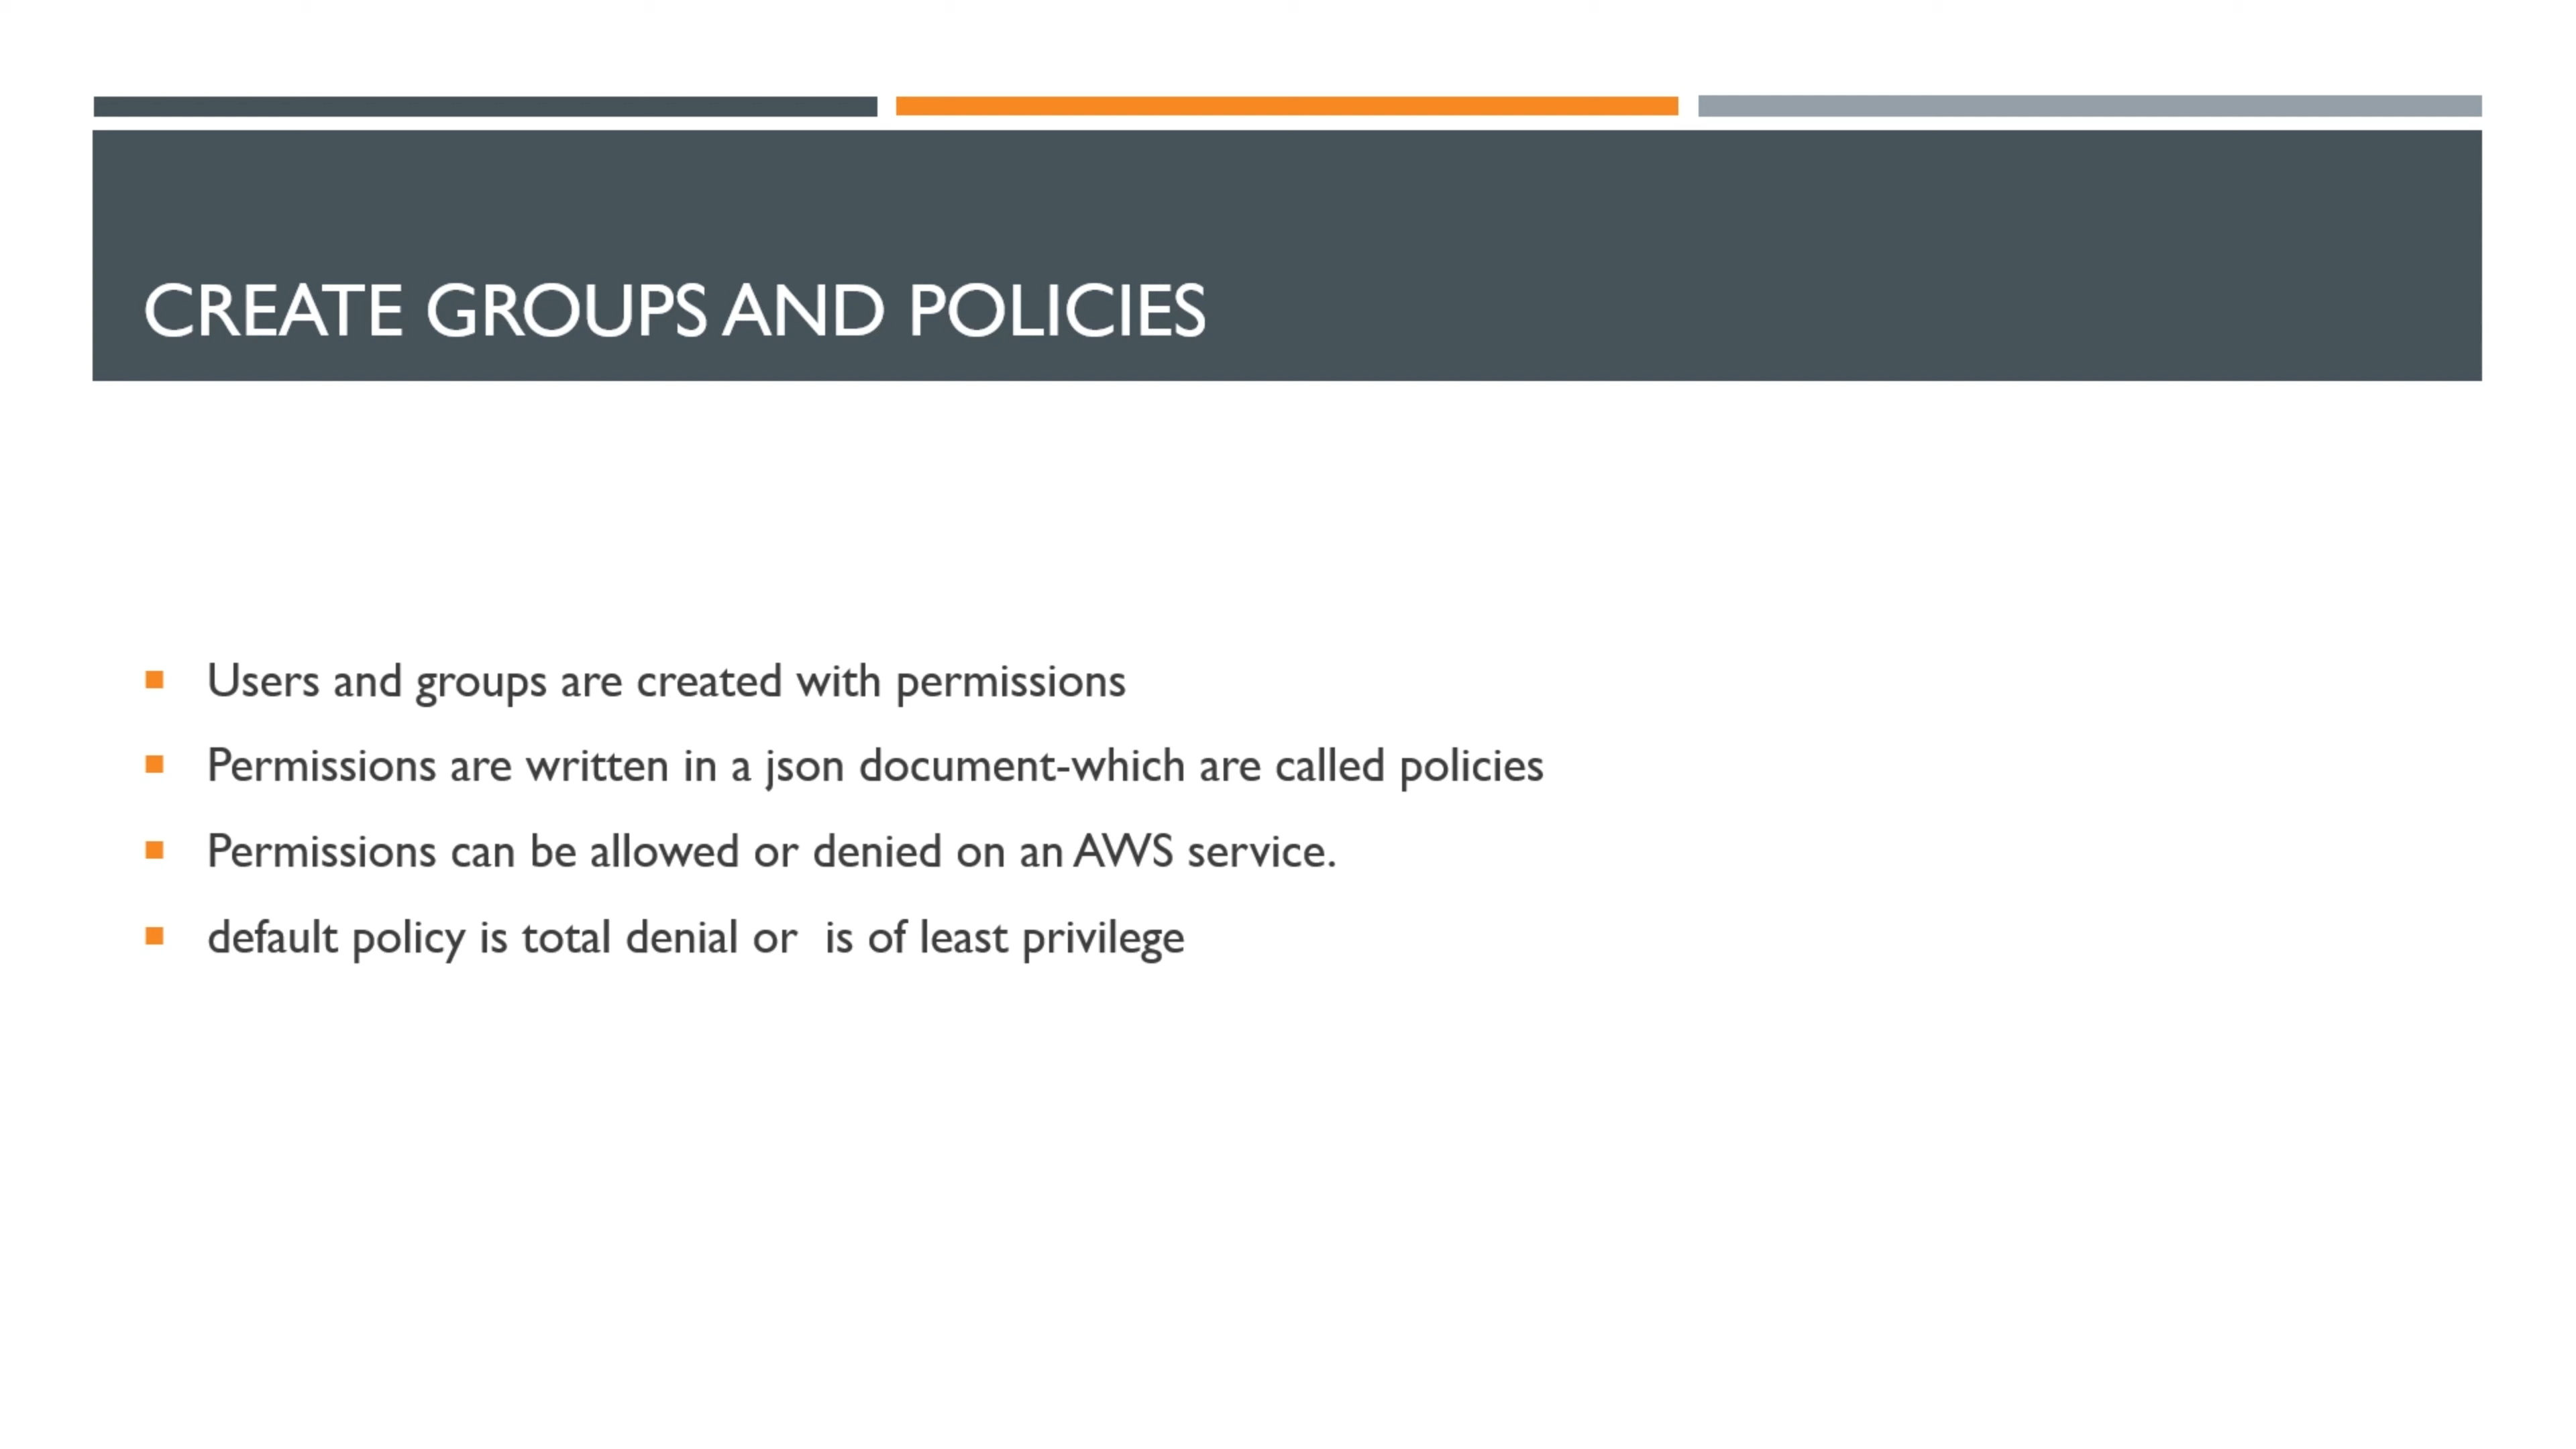 CREATE GROUPS AND POLICIES
Users and groups are created with permissions
Permissions are written in a json document-which are called policies
Permissions can be allowed or denied on an AWS service.
default policy is total denial or  is of least privilege